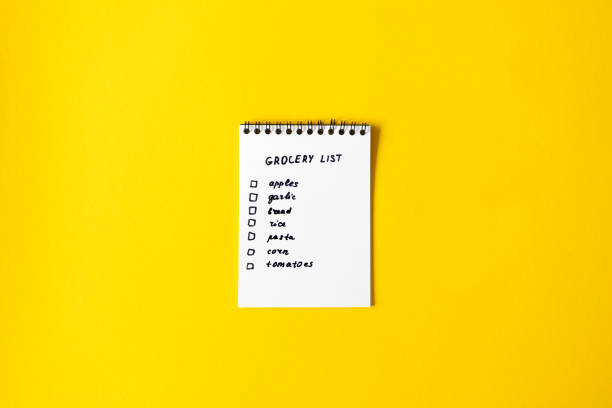 GROCERY LIST
apples
garlic
bread
rice
pasta
corn
tomatoes